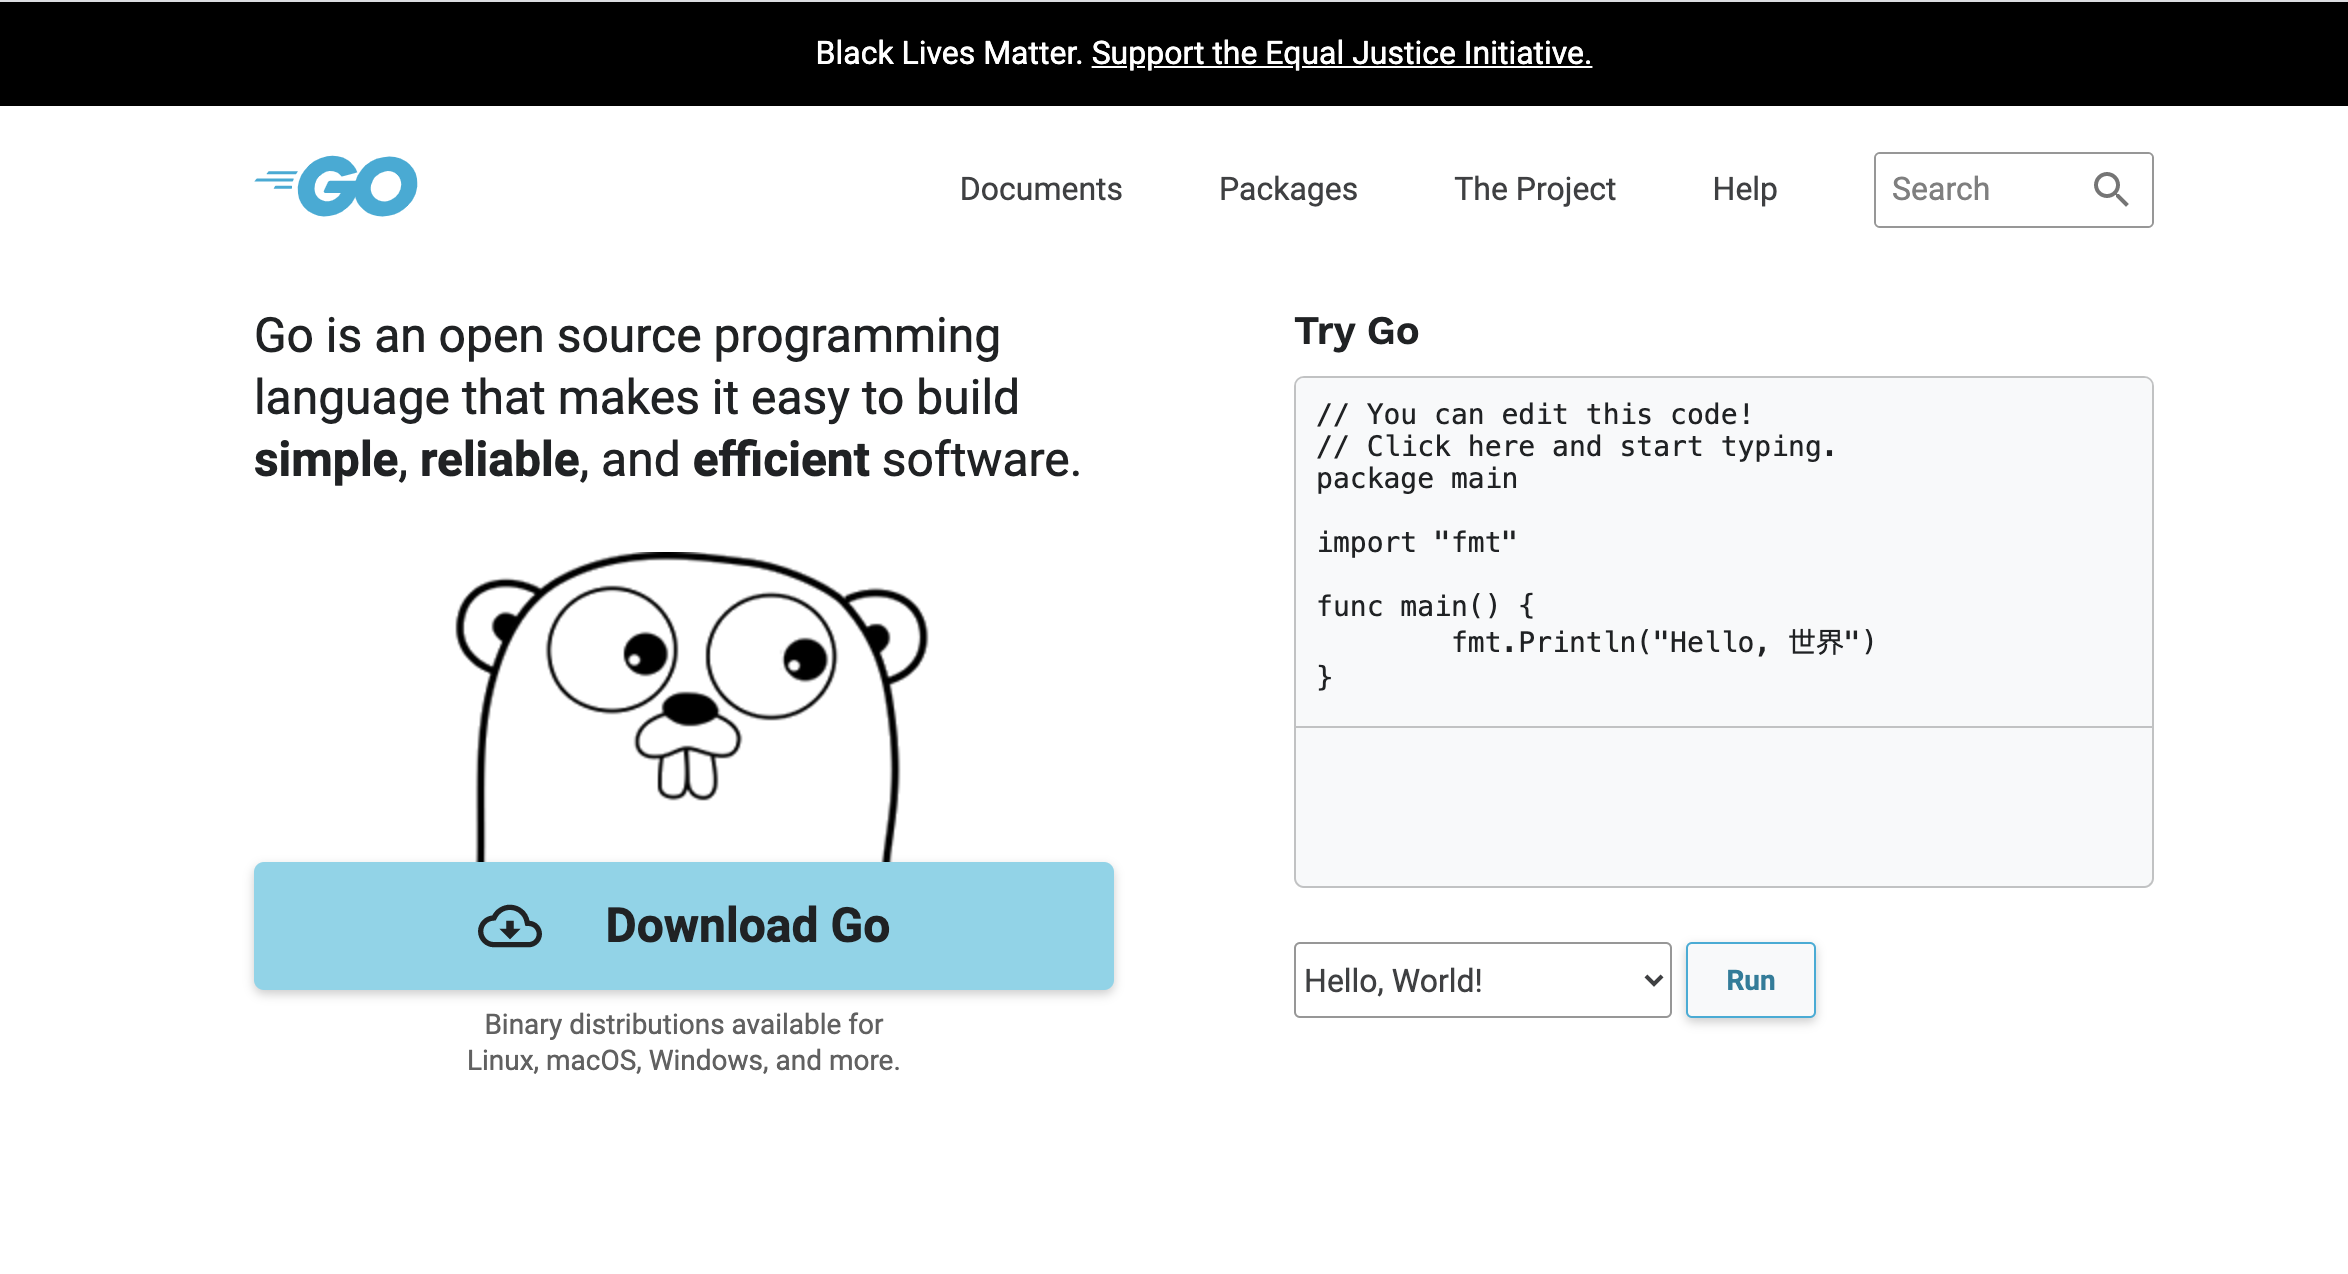 Black Lives Matter. Support the Equal Justice Initiative.
GO
Documents Packages The Project Help Search
Go is an open source programming
language that makes it easy to build
simple, reliable, and efficient software.
Download Go
Binary distributions available for
Linux, macOS, Windows, and more.
Try Go
// You can edit this code!
// Click here and start typing.
package main
import "fmt"
func main() {
	fmt.Println("Hello, 世界")
}
Hello, World! Run